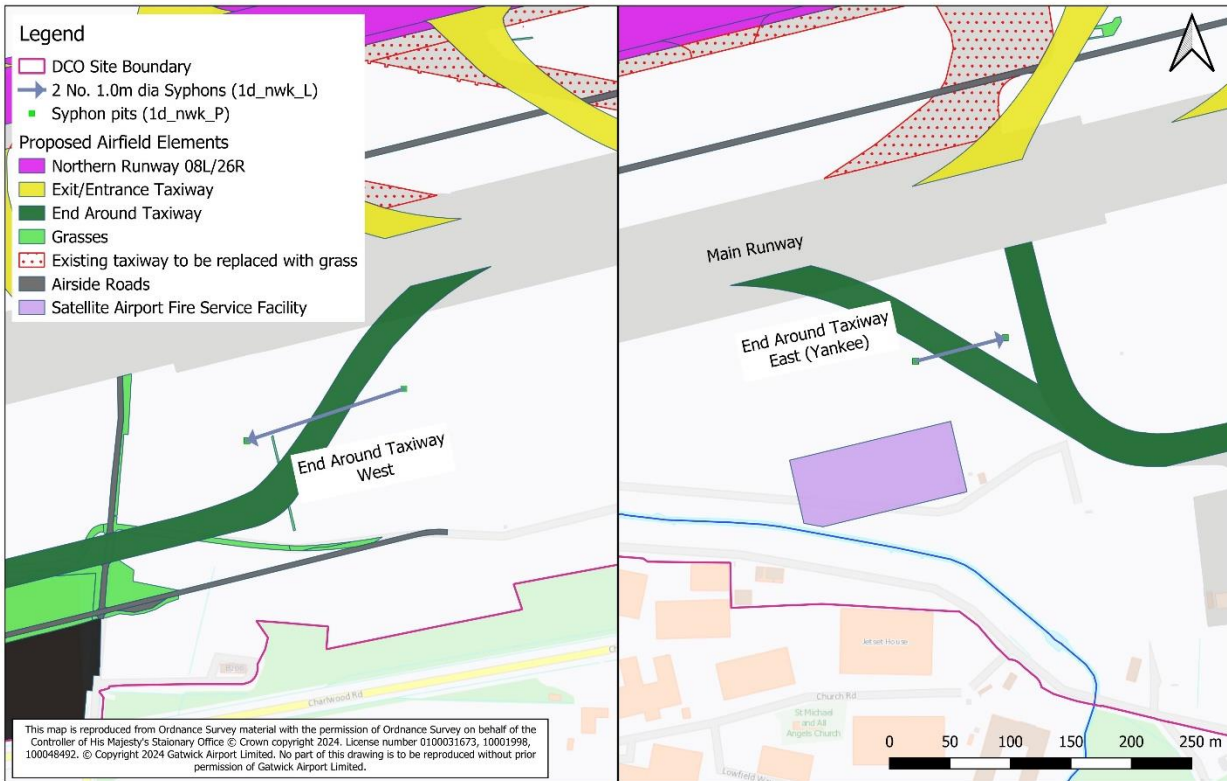 Legend
DCO Site Boundary
2 No. 1.0m dia Syphons (1d_nwk_L)
Syphon pits (1d_nwk_P)
Proposed Airfield Elements
Northern Runway 08L/26R
Exit/Entrance Taxiway
End Around Taxiway
Grasses
Existing taxiway to be replaced with grass
Airside Roads
Satellite Airport Fire Service Facility
End Around Taxiway
West
Charlwood Rd
This map is reproduced from Ordnance Survey material with the permission of Ordnance Survey on behalf of the
Controller of His Majesty's Staionary Office © Crown copyright 2024. License number 0100031673, 10001998,
100048492. © Copyright 2024 Gatwick Airport Limited. No part of this drawing is to be reproduced without prior
permission of Gatwick Airport Limited.
Main Runway
End Around Taxiway
East (Yankee)
Jetset House
Church Rd
St Michael
and All
Angels Church
0 50 100 150 200 250 m